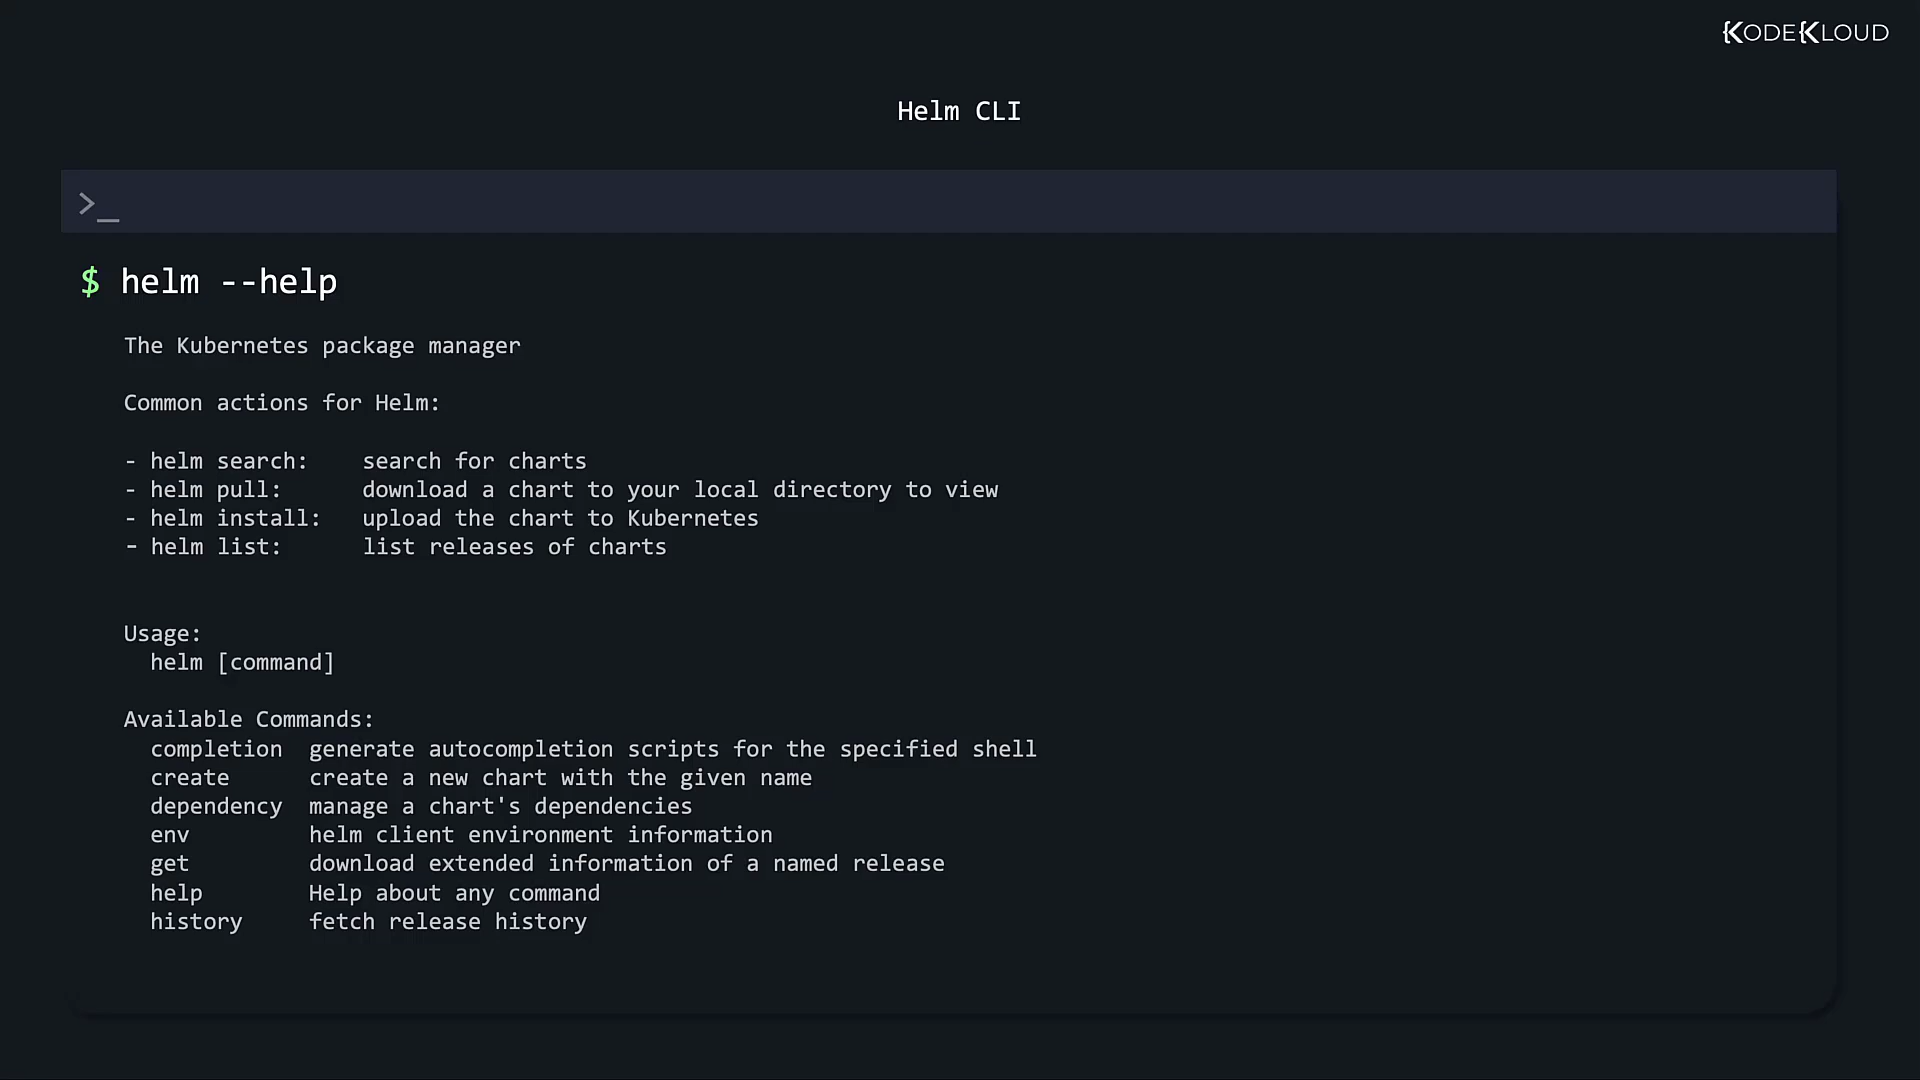 KODEKLOUD
Helm CLI
>_
$ helm --help
The Kubernetes package manager
Common actions for Helm:
- helm search:    search for charts
- helm pull:      download a chart to your local directory to view
- helm install:   upload the chart to Kubernetes
- helm list:      list releases of charts
Usage:
  helm [command]
Available Commands:
  completion  generate autocompletion scripts for the specified shell
  create      create a new chart with the given name
  dependency  manage a chart's dependencies
  env         helm client environment information
  get         download extended information of a named release
  help        Help about any command
  history     fetch release history